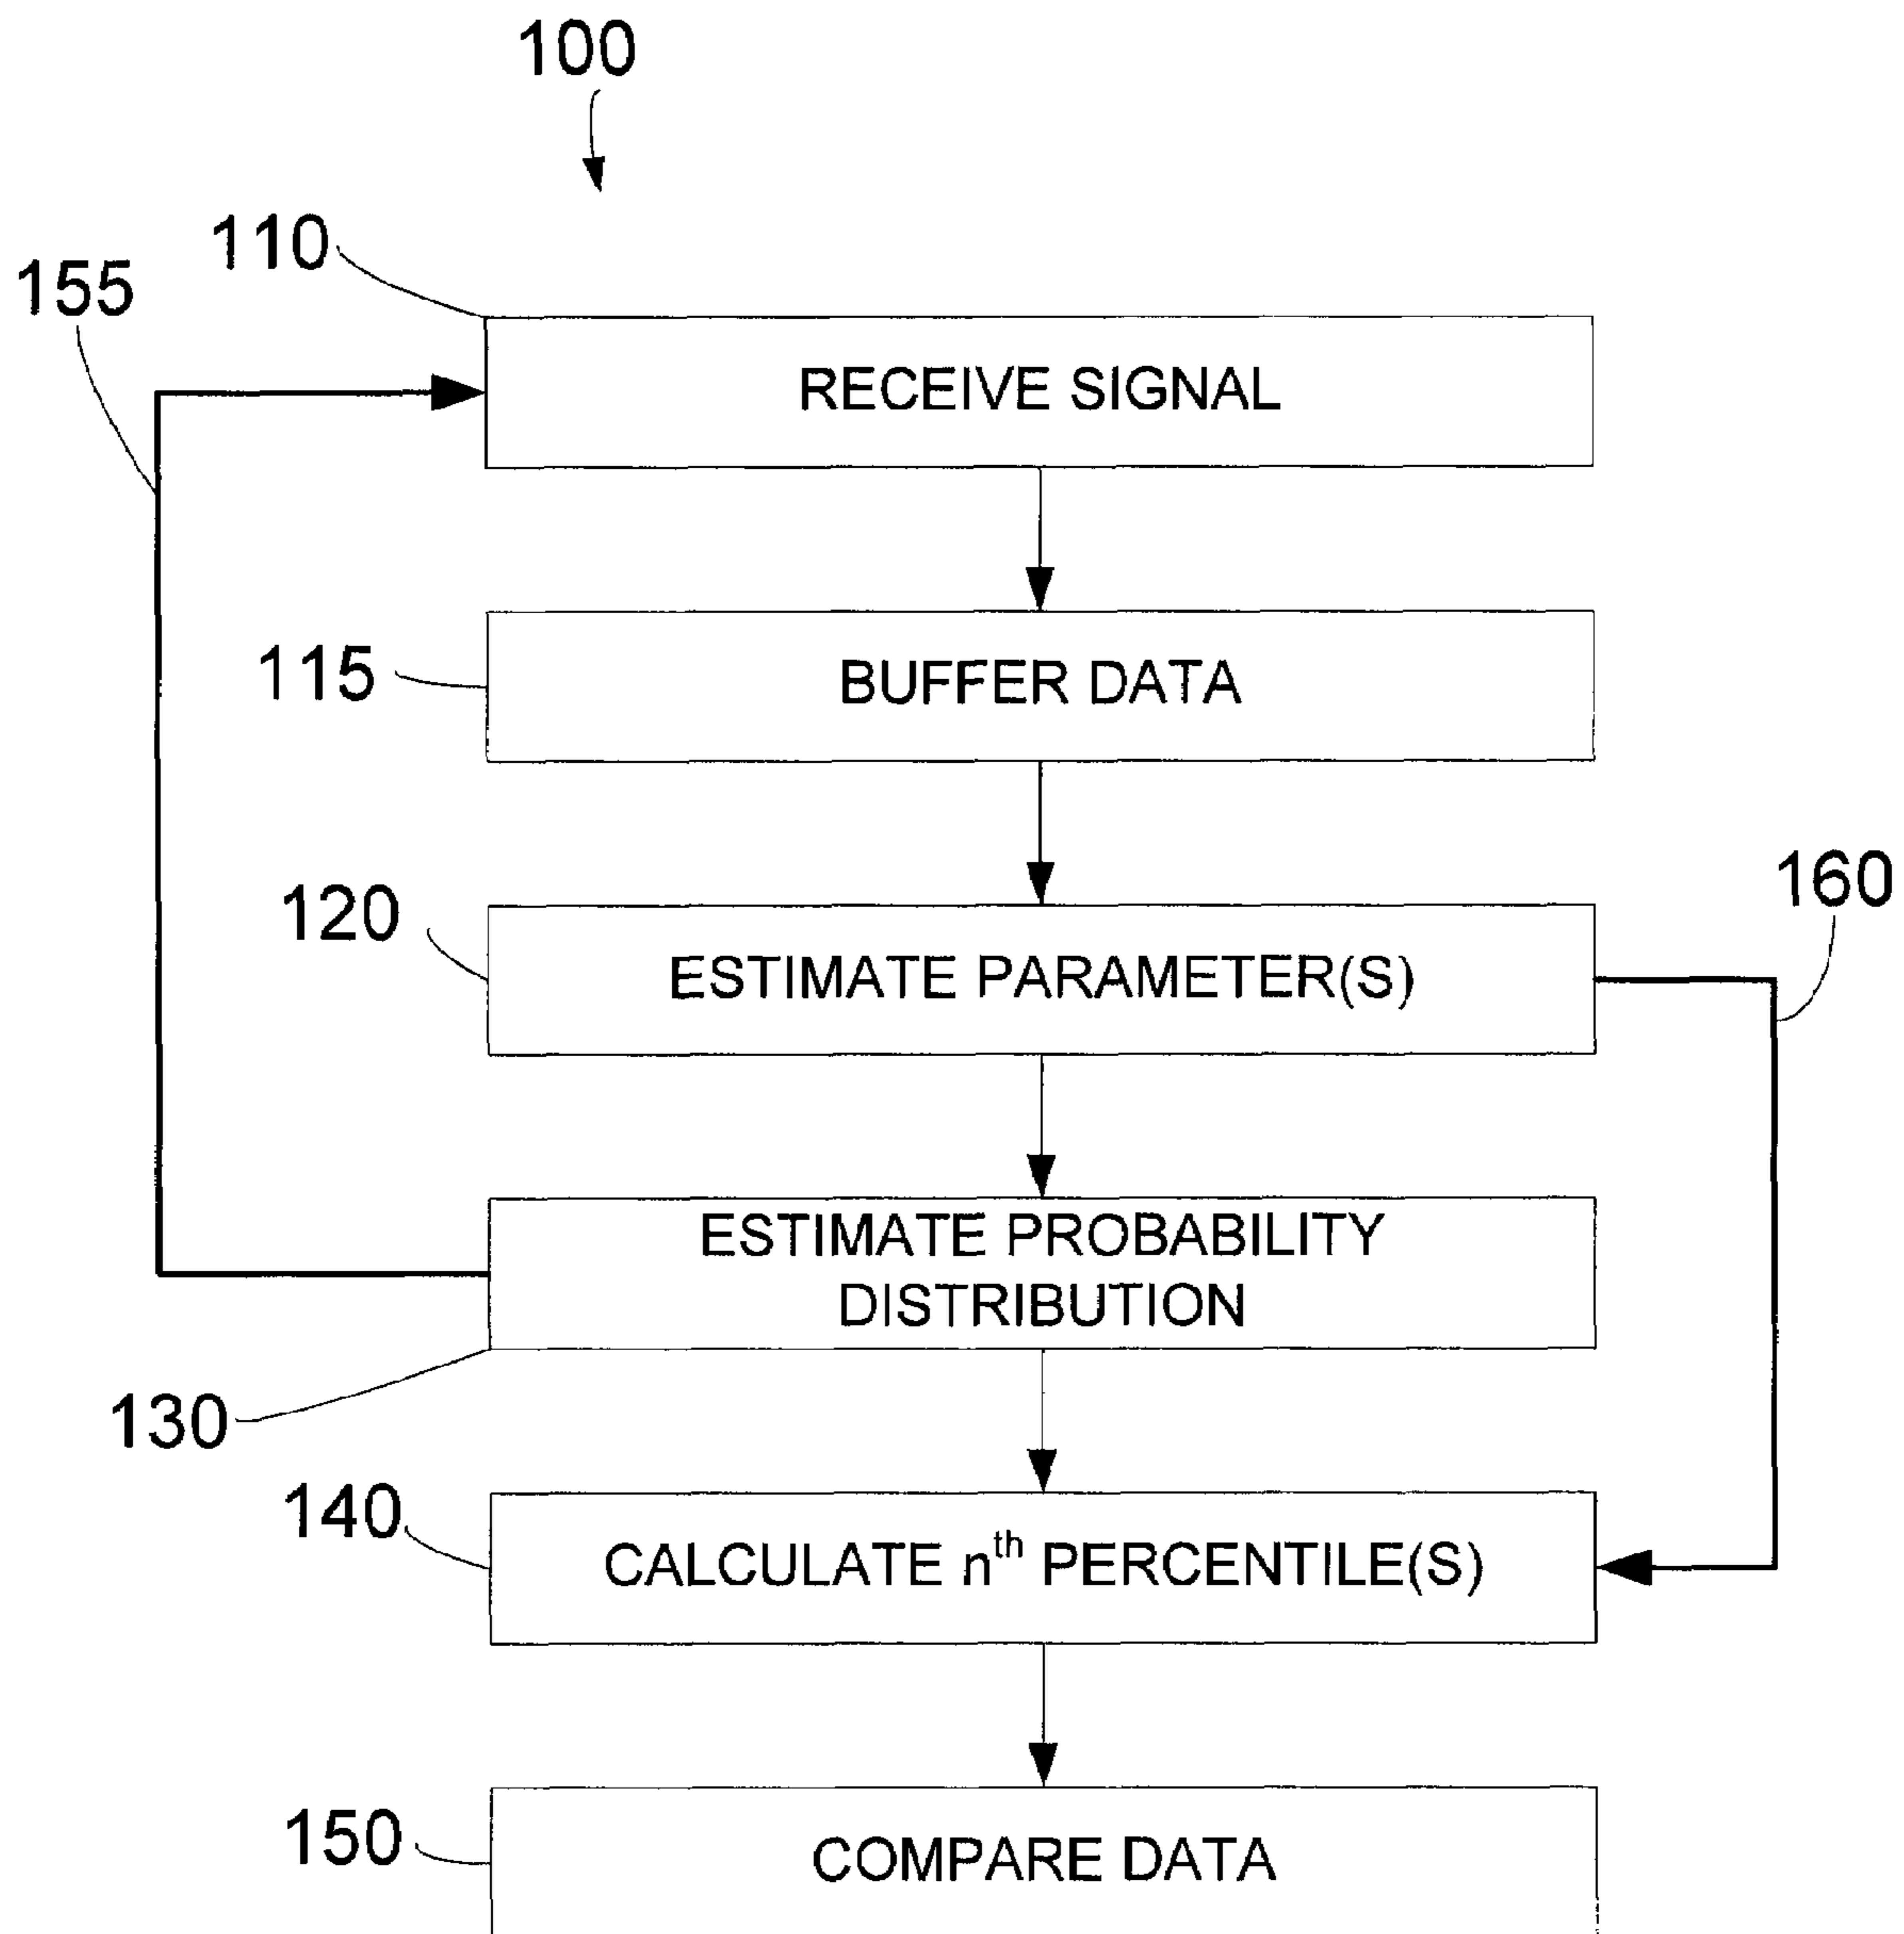 100
110
155
RECEIVE SIGNAL
115
BUFFER DATA
120
160
ESTIMATE PARAMETER(S)
ESTIMATE PROBABILITY
DISTRIBUTION
130
140
CALCULATE nth PERCENTILE(S)
150
COMPARE DATA